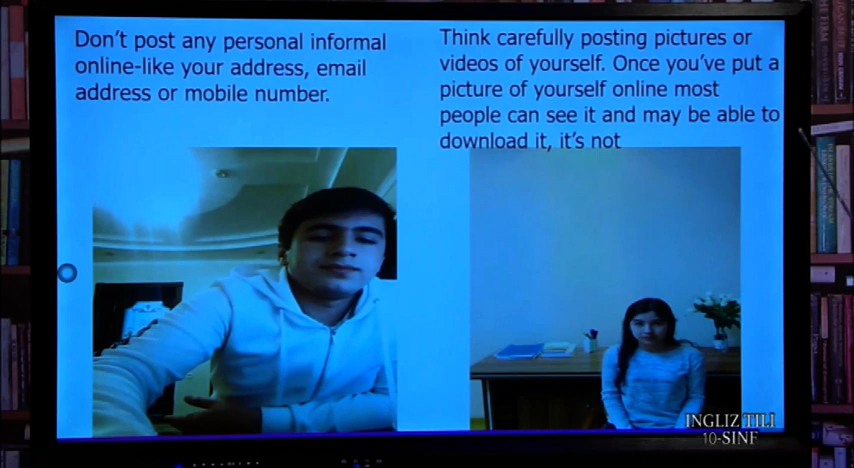 Don't post any personal informal
online-like your address, email
address or mobile number.
Think carefully posting pictures or
videos of yourself. Once you've put a
picture of yourself online most
people can see it and may be able to
download it, it's not
INGLIZ TILI
10-SINF